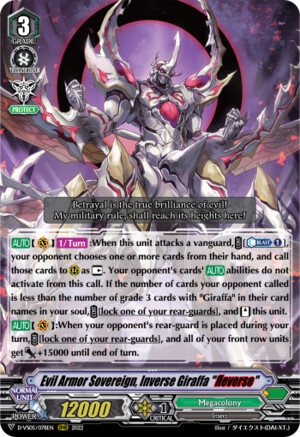 3
GRADE
PROTECT
Betrayal is the true brilliance of evil!
My military rule, shall reach its heights here!
AUTO 1/Turn :When this unit attacks a vanguard, BLAST 1,
your opponent chooses one or more cards from their hand, and call
those cards to as . Your opponent's cards' AUTO abilities do not
activate from this call. If the number of cards your opponent called
is less than the number of grade 3 cards with "Giraffa" in their card
names in your soul, [lock one of your rear-guards], and this unit.
AUTO :When your opponent's rear-guard is placed during your
turn, [lock one of your rear-guards], and all of your front row units
get +15000 until end of turn.
Evil Armor Sovereign, Inverse Giraffa "Reverse"
NORMAL UNIT
D-VS05/078EN 2022
Megacolony
POWER
12000
1
CRITICAL
Insect
Illust / ダイエクスト(DAI-XT.)